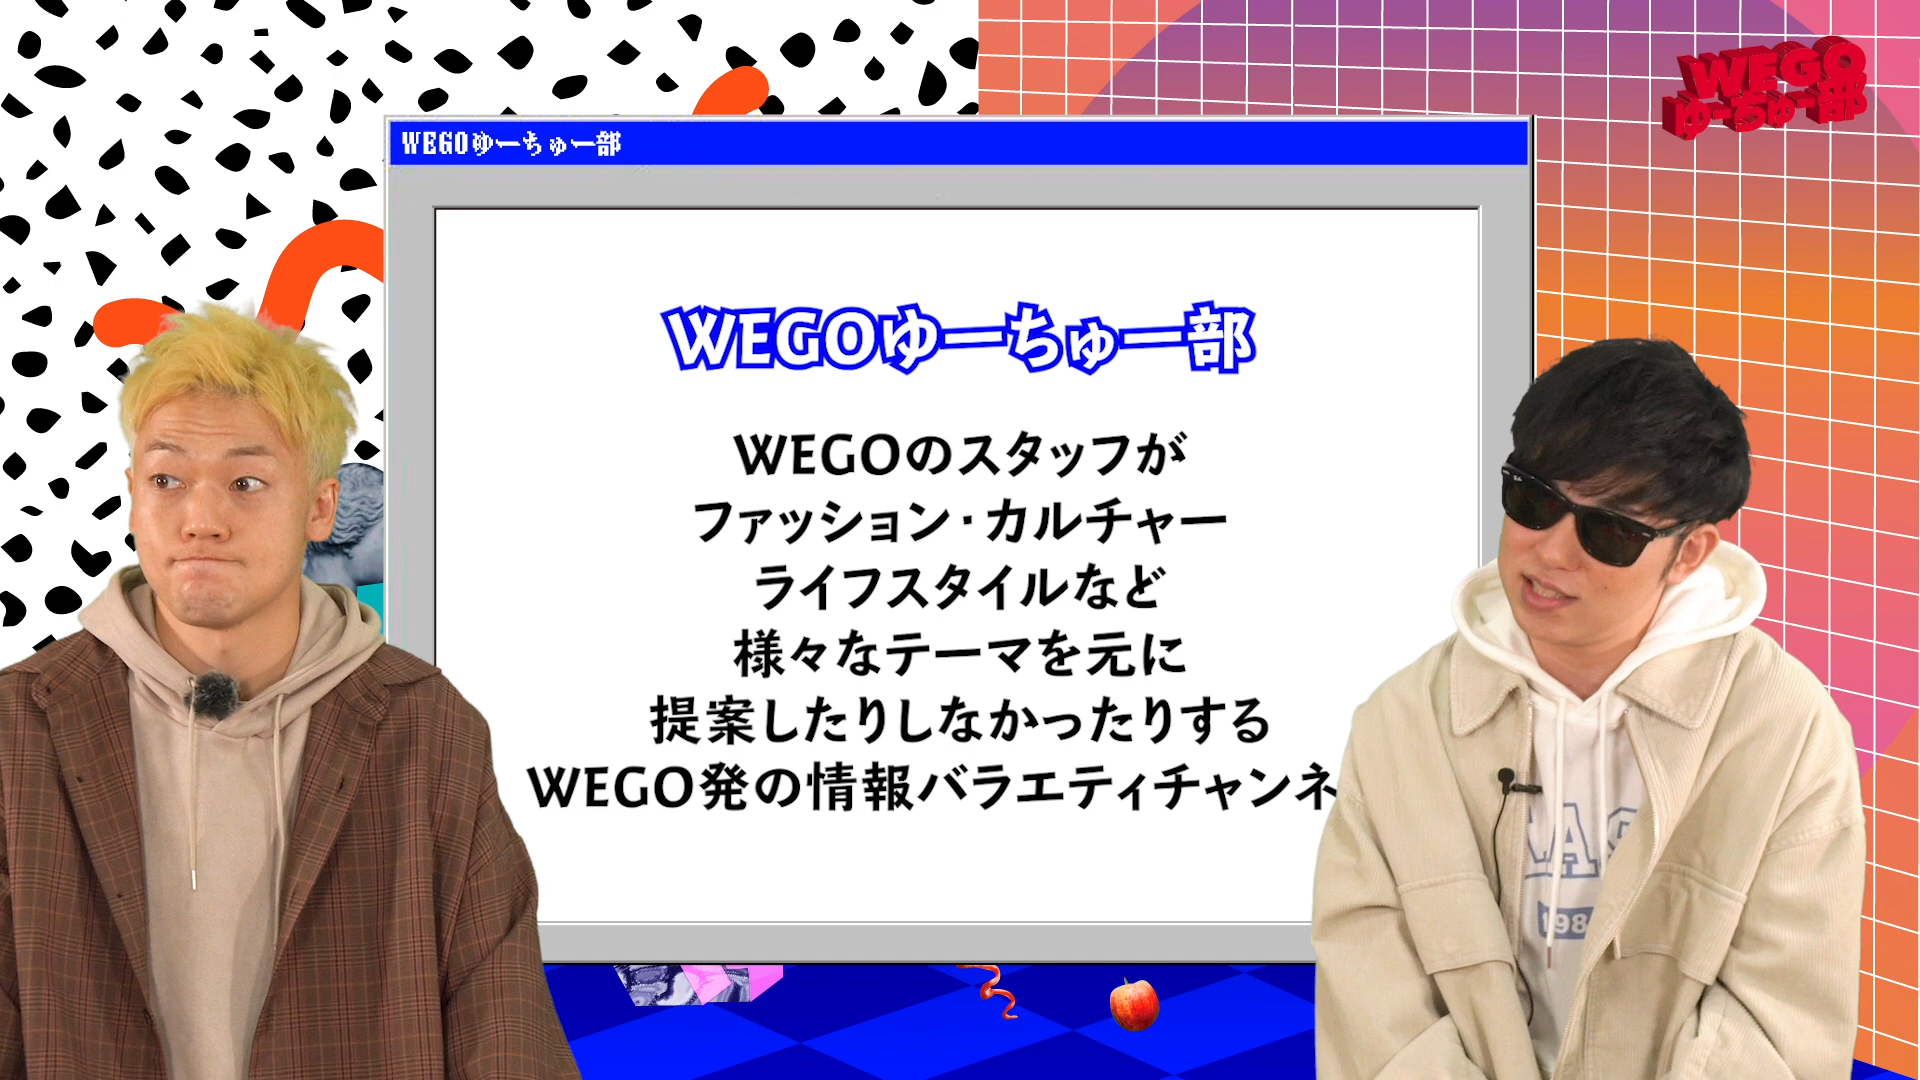 WEGO
ゆーちゅー部
WEGOゆーちゅー部
WEGOゆーちゅー部
WEGOのスタッフが
ファッション・カルチャー
ライフスタイルなど
様々なテーマを元に
提案したりしなかったりする
WEGO発の情報バラエティチャンネ
Ray-Ban
198